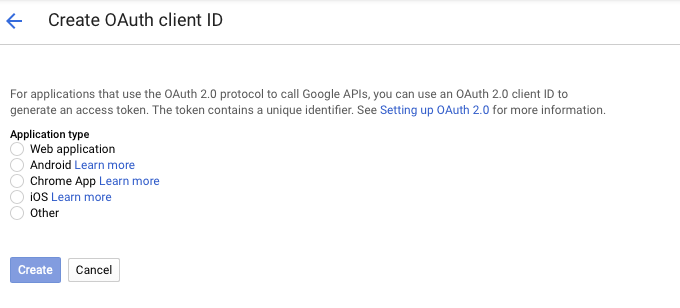 Create OAuth client ID
For applications that use the OAuth 2.0 protocol to call Google APIs, you can use an OAuth 2.0 client ID to
generate an access token. The token contains a unique identifier. See Setting up OAuth 2.0 for more information.
Application type
Web application
Android Learn more
Chrome App Learn more
iOS Learn more
Other
Create Cancel